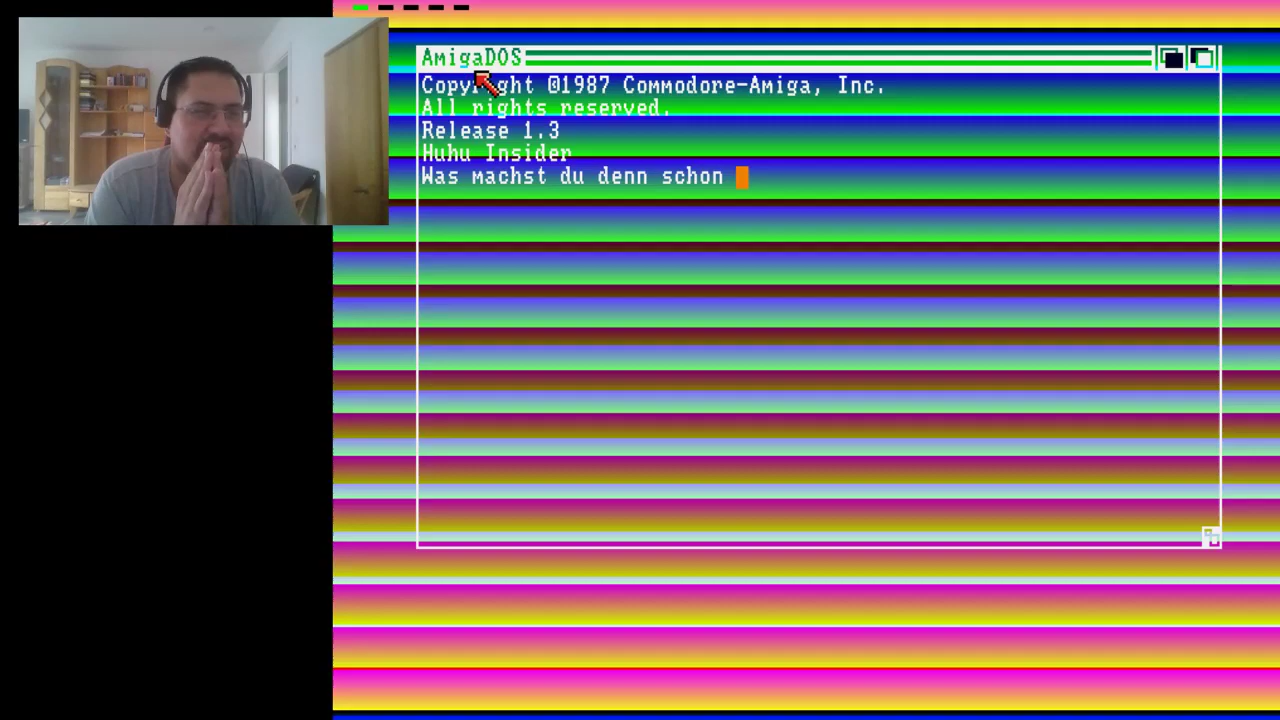 AmigaDOS
Copyright ©1987 Commodore-Amiga, Inc.
All rights reserved.
Release 1.3
Huhu Insider
Was machst du denn schon